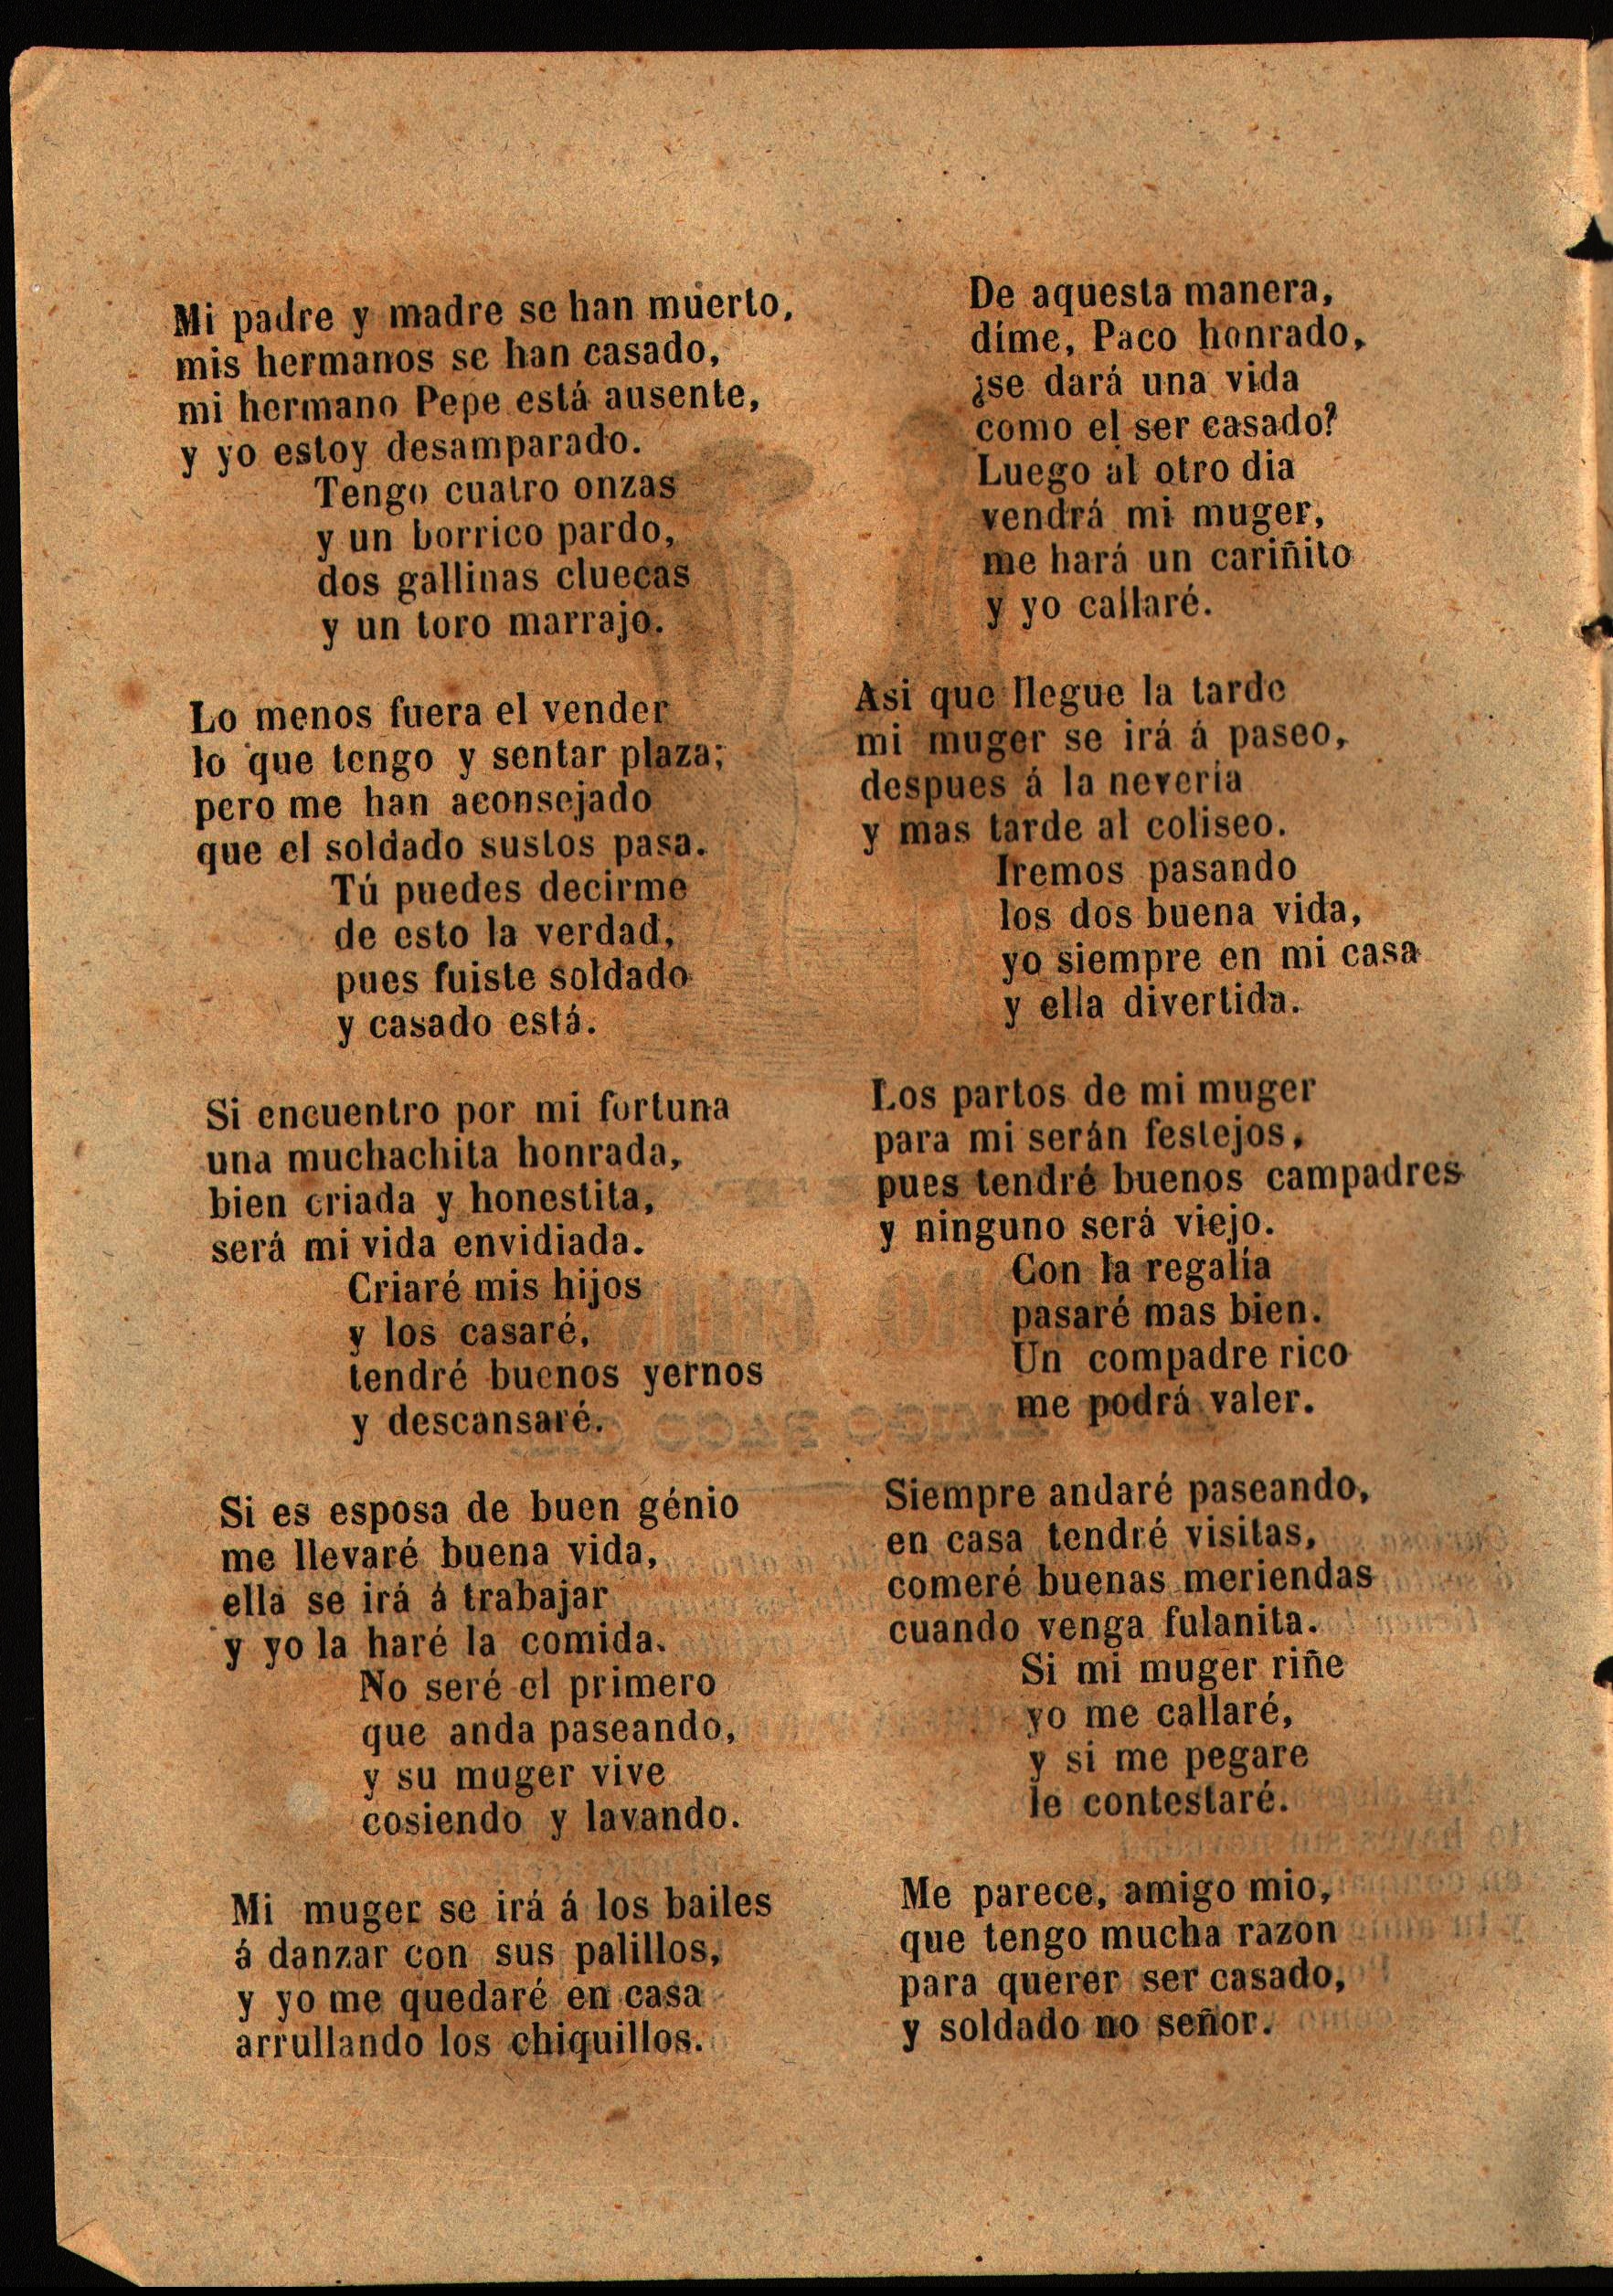 Mi padre y madre se han muerto,
mis hermanos se han casado,
mi hermano Pepe está ausente,
y yo estoy desamparado.
Tengo cuatro onzas
y un borrico pardo,
dos gallinas cluecas
y un toro marrajo.
Lo menos fuera el vender
lo que tengo y sentar plaza;
pero me han aconsejado
que el soldado sustos pasa.
Tú puedes decirme
de esto la verdad,
pues fuiste soldado
y casado está.
Si encuentro por mi fortuna
una muchachita honrada,
bien criada y honestita,
será mi vida envidiada.
Criaré mis hijos
y los casaré,
tendré buenos yernos
y descansaré.
Si es esposa de buen génio
me llevaré buena vida,
ella se irá á trabajar
y yo la haré la comida.
No seré el primero
que anda paseando,
y su muger vive
cosiendo y lavando.
Mi muger se irá á los bailes
á danzar con sus palillos,
y yo me quedaré en casa
arrullando los chiquillos.
De aquesta manera,
dime, Paco honrado,
¿se dará una vida
como el ser casado?
Luego al otro dia
vendrá mi muger,
me hará un cariñito
y yo callaré.
Asi que llegue la tarde
mi muger se irá á paseo,
despues á la nevería
y mas tarde al coliseo.
Iremos pasando
los dos buena vida,
yo siempre en mi casa
y ella divertida.
Los partos de mi muger
para mi serán festejos,
pues tendré buenos campadres
y ninguno será viejo.
Con la regalía
pasaré mas bien.
Un compadre rico
me podrá valer.
Siempre andaré paseando,
en casa tendré visitas,
comeré buenas meriendas
cuando venga fulanita.
Si mi muger riñe
yo me callaré,
y si me pegare
le contestaré.
Me parece, amigo mio,
que tengo mucha razon
para querer ser casado,
y soldado no señor.